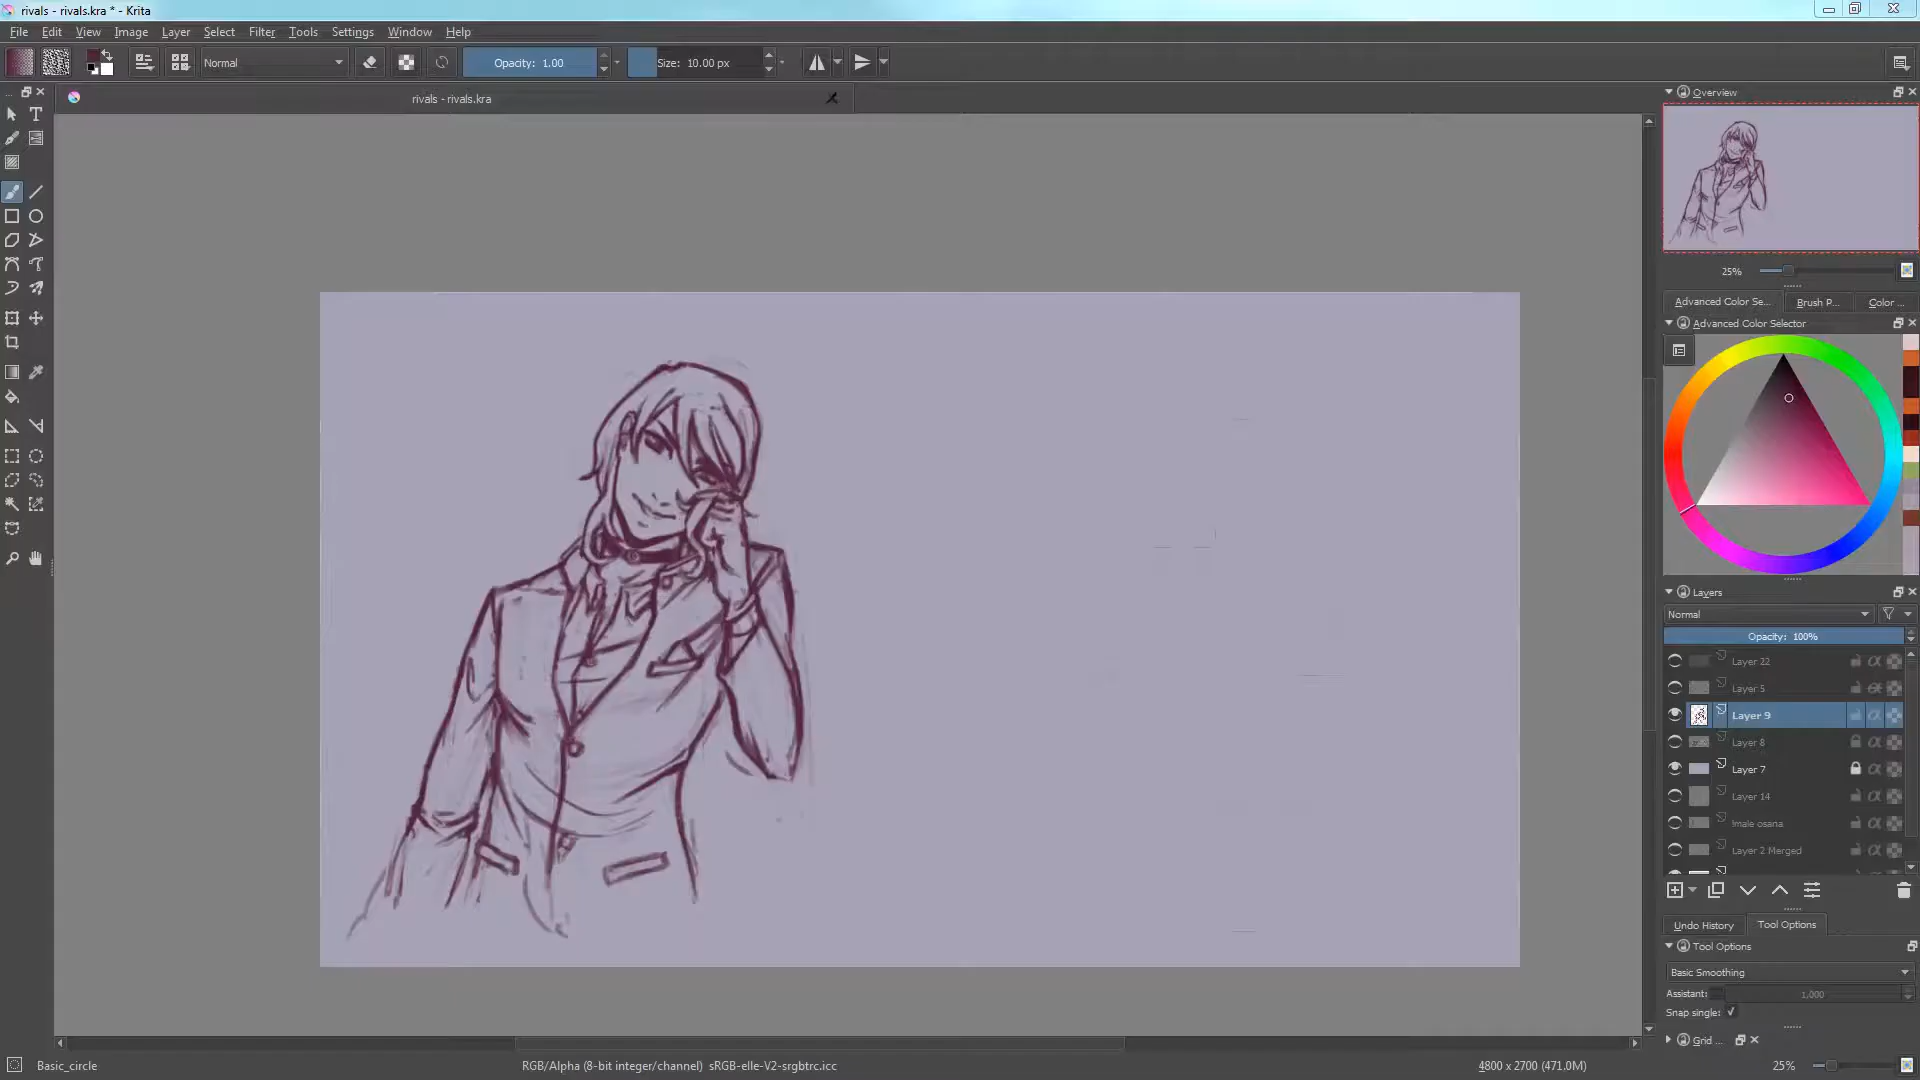 rivals - rivals.kra * - Krita
File Edit View Image Layer Select Filter Tools Settings Window Help
Normal Opacity: 1.00 Size: 10.00 px
rivals - rivals.kra
Overview
25%
Advanced Color Se... Brush P... Color ...
Advanced Color Selector
Layers
Normal
Opacity: 100%
Layer 22
Layer 5
Layer 9
Layer 8
Layer 7
Layer 14
!male osana
Layer 2 Merged
Undo History Tool Options
Tool Options
Basic Smoothing
Assistant: 1.000
Snap single:
Grid ...
Basic_circle RGB/Alpha (8-bit integer/channel) sRGB-elle-V2-srgbtrc.icc 4800 x 2700 (471.0M) 25%